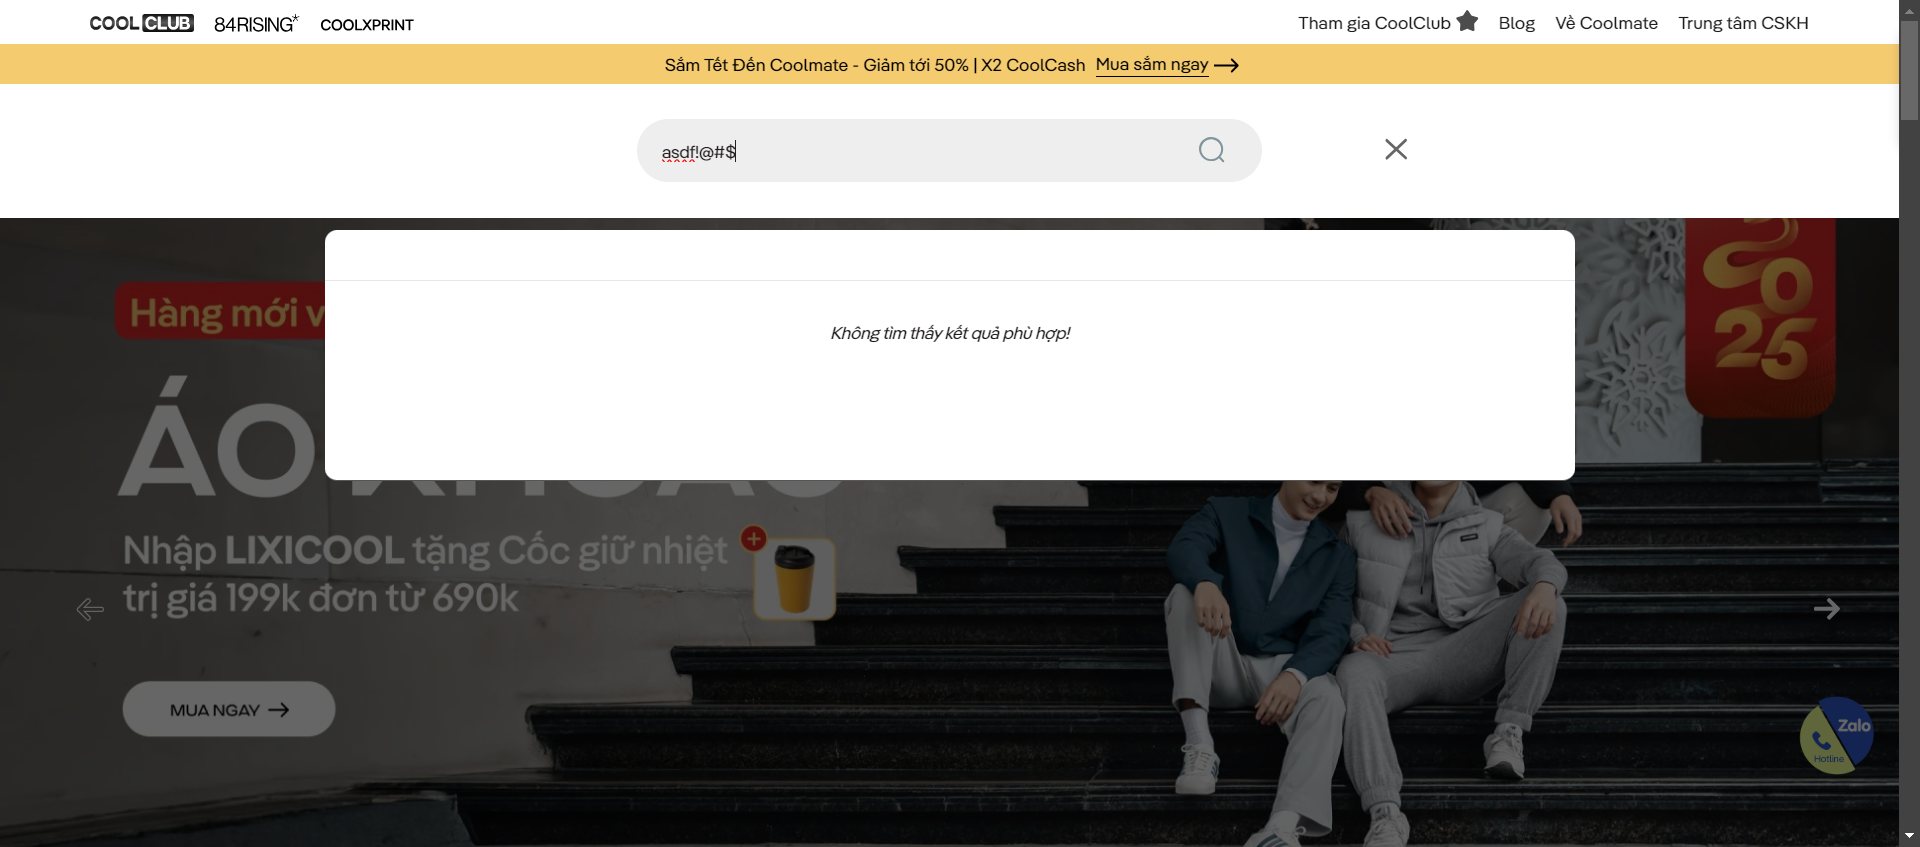 COOLCLUB 84RISING* COOLXPRINT Tham gia CoolClub Blog Về Coolmate Trung tâm CSKH
Sắm Tết Đến Coolmate - Giảm tới 50% | X2 CoolCash Mua sắm ngay
asdf!@#$
2025
Hàng mới v
Không tìm thấy kết quả phù hợp!
ÁO
Nhập LIXICOOL tặng Cốc giữ nhiệt
trị giá 199k đơn từ 690k
MUA NGAY
Zalo
Hotline